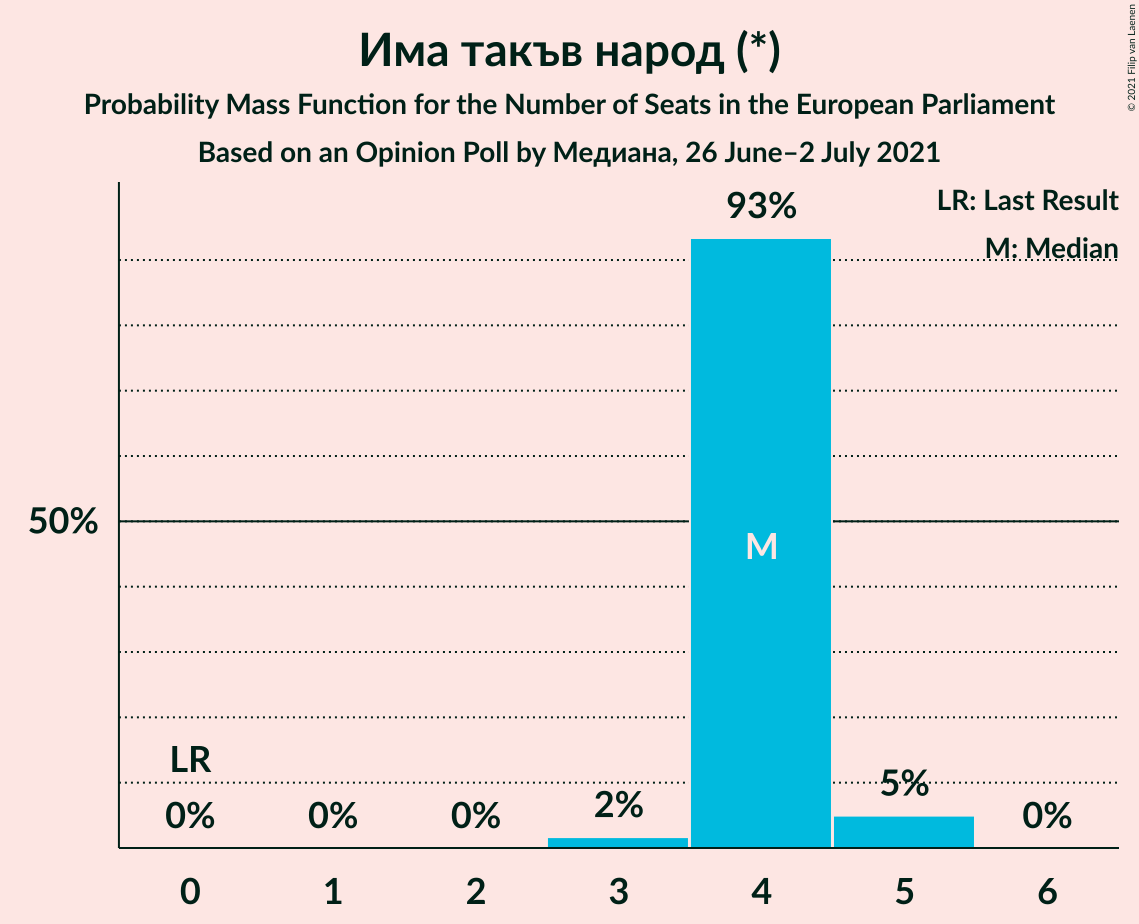 Има такъв народ (*)
Probability Mass Function for the Number of Seats in the European Parliament
Based on an Opinion Poll by Медиана, 26 June–2 July 2021
© 2021 Filip van Laenen
LR: Last Result
M: Median
93%
50%
M
LR
0%
0%
0%
2%
5%
0%
0
1
2
3
4
5
6